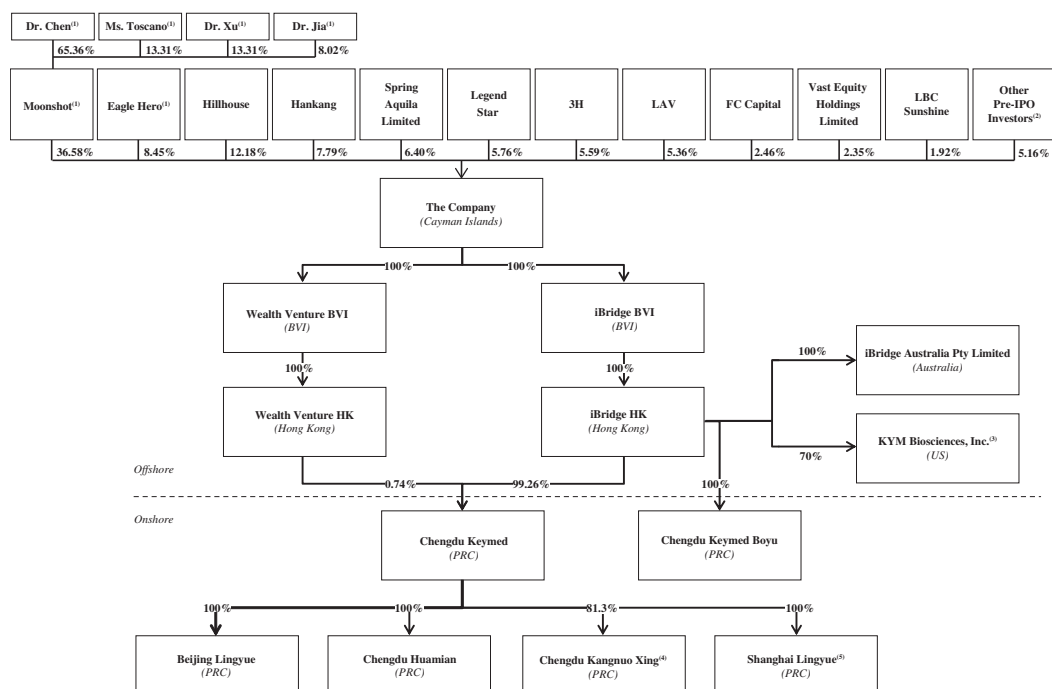 Dr. Chen(1) Ms. Toscano(1) Dr. Xu(1) Dr. Jia(1)
65.36% 13.31% 13.31% 8.02%
Moonshot(1)
Eagle Hero(1)
Hillhouse
Hankang
Spring
Aquila
Limited
Legend
Star
3H
LAV
FC Capital
Vast Equity
Holdings
Limited
LBC
Sunshine
Other
Pre-IPO
Investors(2)
36.58% 8.45% 12.18% 7.79% 6.40% 5.76% 5.59% 5.36% 2.46% 2.35% 1.92% 5.16%
The Company
(Cayman Islands)
100% 100%
Wealth Venture BVI
(BVI)
iBridge BVI
(BVI)
100% 100%
100%
iBridge Australia Pty Limited
(Australia)
Wealth Venture HK
(Hong Kong)
iBridge HK
(Hong Kong)
70%
KYM Biosciences, Inc.(3)
(US)
Offshore
0.74% 99.26% 100%
Onshore
Chengdu Keymed
(PRC)
Chengdu Keymed Boyu
(PRC)
100% 100% 81.3% 100%
Beijing Lingyue
(PRC)
Chengdu Huamian
(PRC)
Chengdu Kangnuo Xing(4)
(PRC)
Shanghai Lingyue(5)
(PRC)